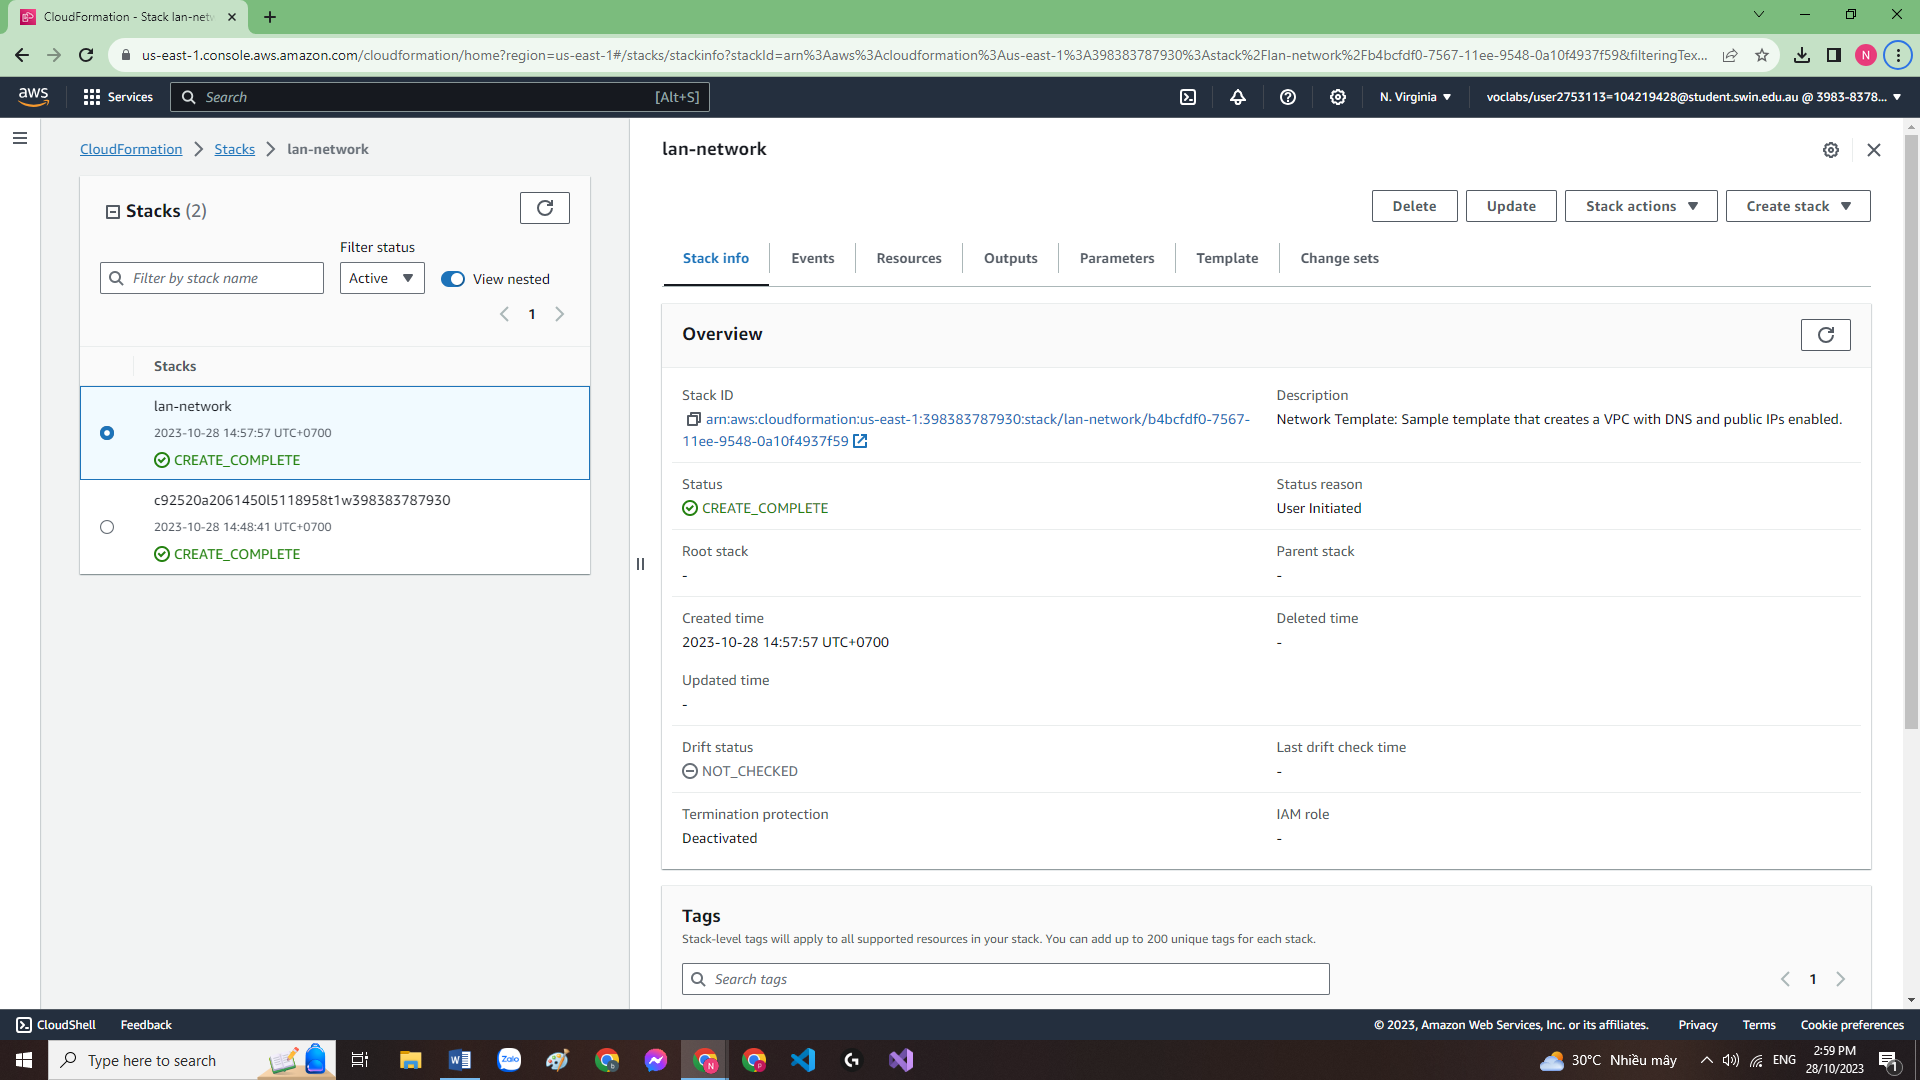 CloudFormation - Stack lan-netw
us-east-1.console.aws.amazon.com/cloudformation/home?region=us-east-1#/stacks/stackinfo?stackId=arn%3Aaws%3Acloudformation%3Aus-east-1%3A398383787930%3Astack%2Flan-network%2Fb4bcfdf0-7567-11ee-9548-0a10f4937f59&filteringTex...
N
aws
Services
Search
[Alt+S]
N. Virginia
voclabs/user2753113=104219428@student.swin.edu.au @ 3983-8378...
CloudFormation
Stacks
lan-network
Stacks (2)
Filter status
Filter by stack name
Active
View nested
1
Stacks
lan-network
2023-10-28 14:57:57 UTC+0700
CREATE_COMPLETE
c92520a2061450l5118958t1w398383787930
2023-10-28 14:48:41 UTC+0700
CREATE_COMPLETE
lan-network
Delete
Update
Stack actions
Create stack
Stack info
Events
Resources
Outputs
Parameters
Template
Change sets
Overview
Stack ID
arn:aws:cloudformation:us-east-1:398383787930:stack/lan-network/b4bcfdf0-7567-
11ee-9548-0a10f4937f59
Description
Network Template: Sample template that creates a VPC with DNS and public IPs enabled.
Status
CREATE_COMPLETE
Status reason
User Initiated
Root stack
-
Parent stack
-
Created time
2023-10-28 14:57:57 UTC+0700
Deleted time
-
Updated time
-
Drift status
NOT_CHECKED
Last drift check time
-
Termination protection
Deactivated
IAM role
-
Tags
Stack-level tags will apply to all supported resources in your stack. You can add up to 200 unique tags for each stack.
Search tags
1
CloudShell
Feedback
© 2023, Amazon Web Services, Inc. or its affiliates.
Privacy
Terms
Cookie preferences
Type here to search
Zalo
30°C Nhiều mây
ENG
2:59 PM
28/10/2023
1